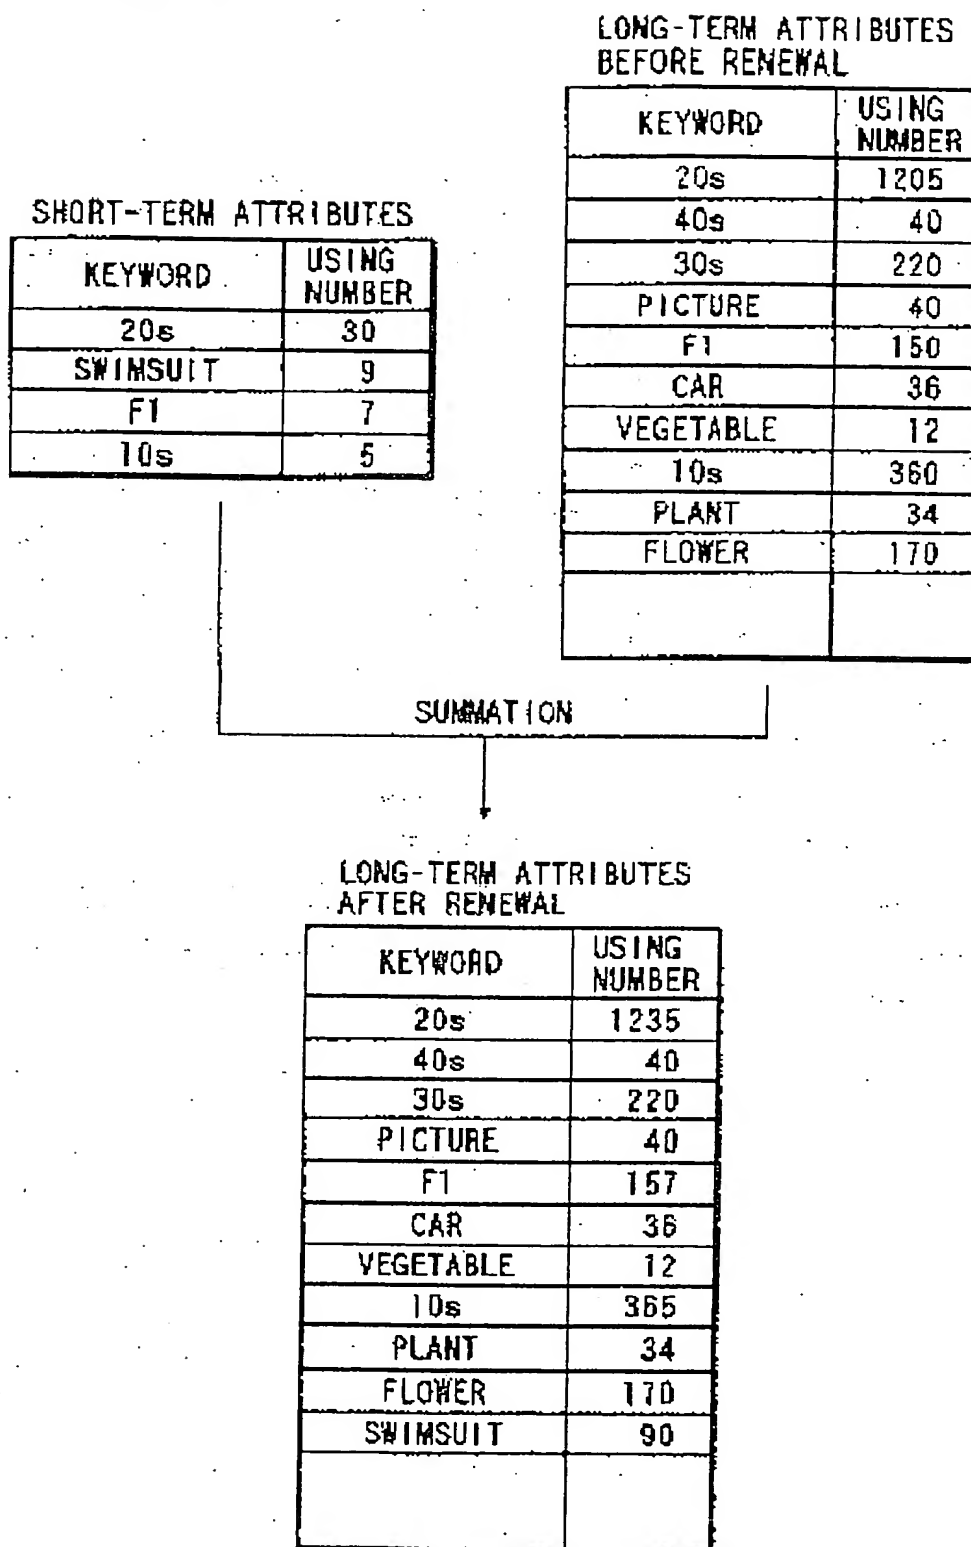 LONG-TERM ATTRIBUTES
BEFORE RENEWAL
KEYWORD USING NUMBER
20s 1205
40s 40
30s 220
PICTURE 40
F1 150
CAR 36
VEGETABLE 12
10s 360
PLANT 34
FLOWER 170
SHORT-TERM ATTRIBUTES
KEYWORD USING NUMBER
20s 30
SWIMSUIT 9
F1 7
10s 5
SUMMATION
LONG-TERM ATTRIBUTES
AFTER RENEWAL
KEYWORD USING NUMBER
20s 1235
40s 40
30s 220
PICTURE 40
F1 157
CAR 36
VEGETABLE 12
10s 365
PLANT 34
FLOWER 170
SWIMSUIT 90